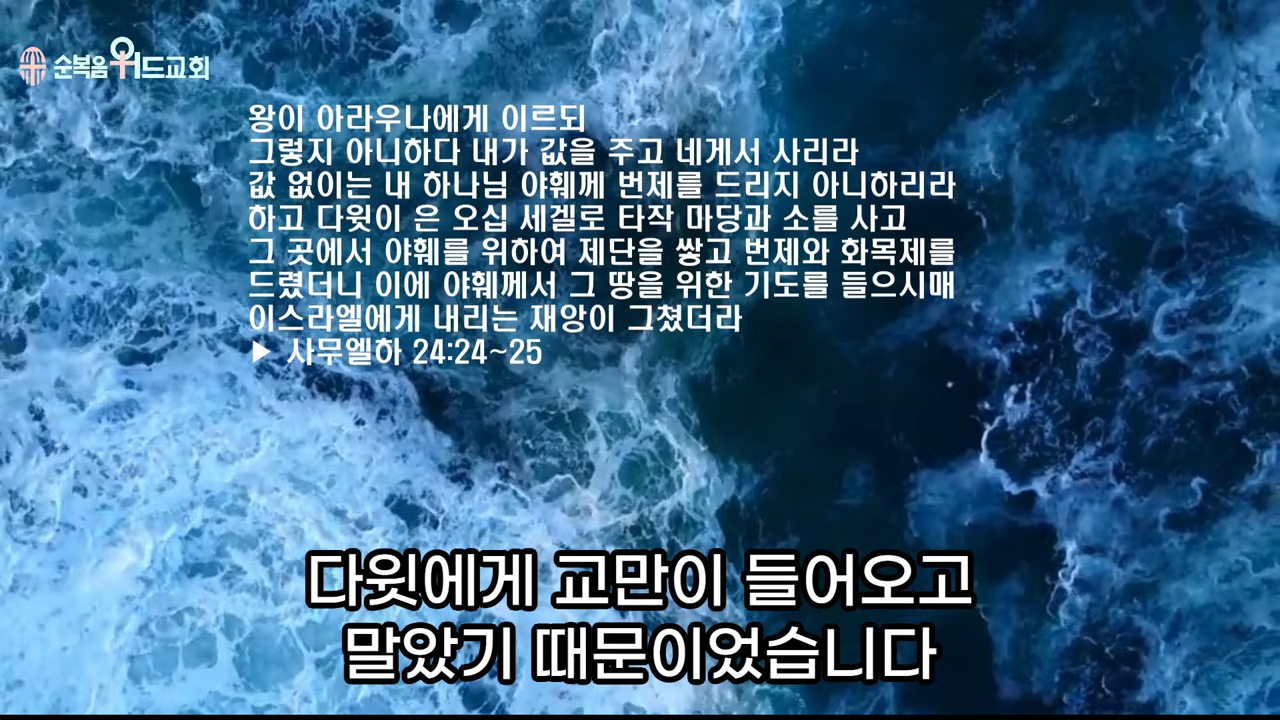 순복음위드교회
왕이 아라우나에게 이르되
그렇지 아니하다 내가 값을 주고 네게서 사리라
값 없이는 내 하나님 야훼께 번제를 드리지 아니하리라
하고 다윗이 은 오십 세겔로 타작 마당과 소를 사고
그 곳에서 야훼를 위하여 제단을 쌓고 번제와 화목제를
드렸더니 이에 야훼께서 그 땅을 위한 기도를 들으시매
이스라엘에게 내리는 재앙이 그쳤더라
▶ 사무엘하 24:24~25
다윗에게 교만이 들어오고
말았기 때문이었습니다